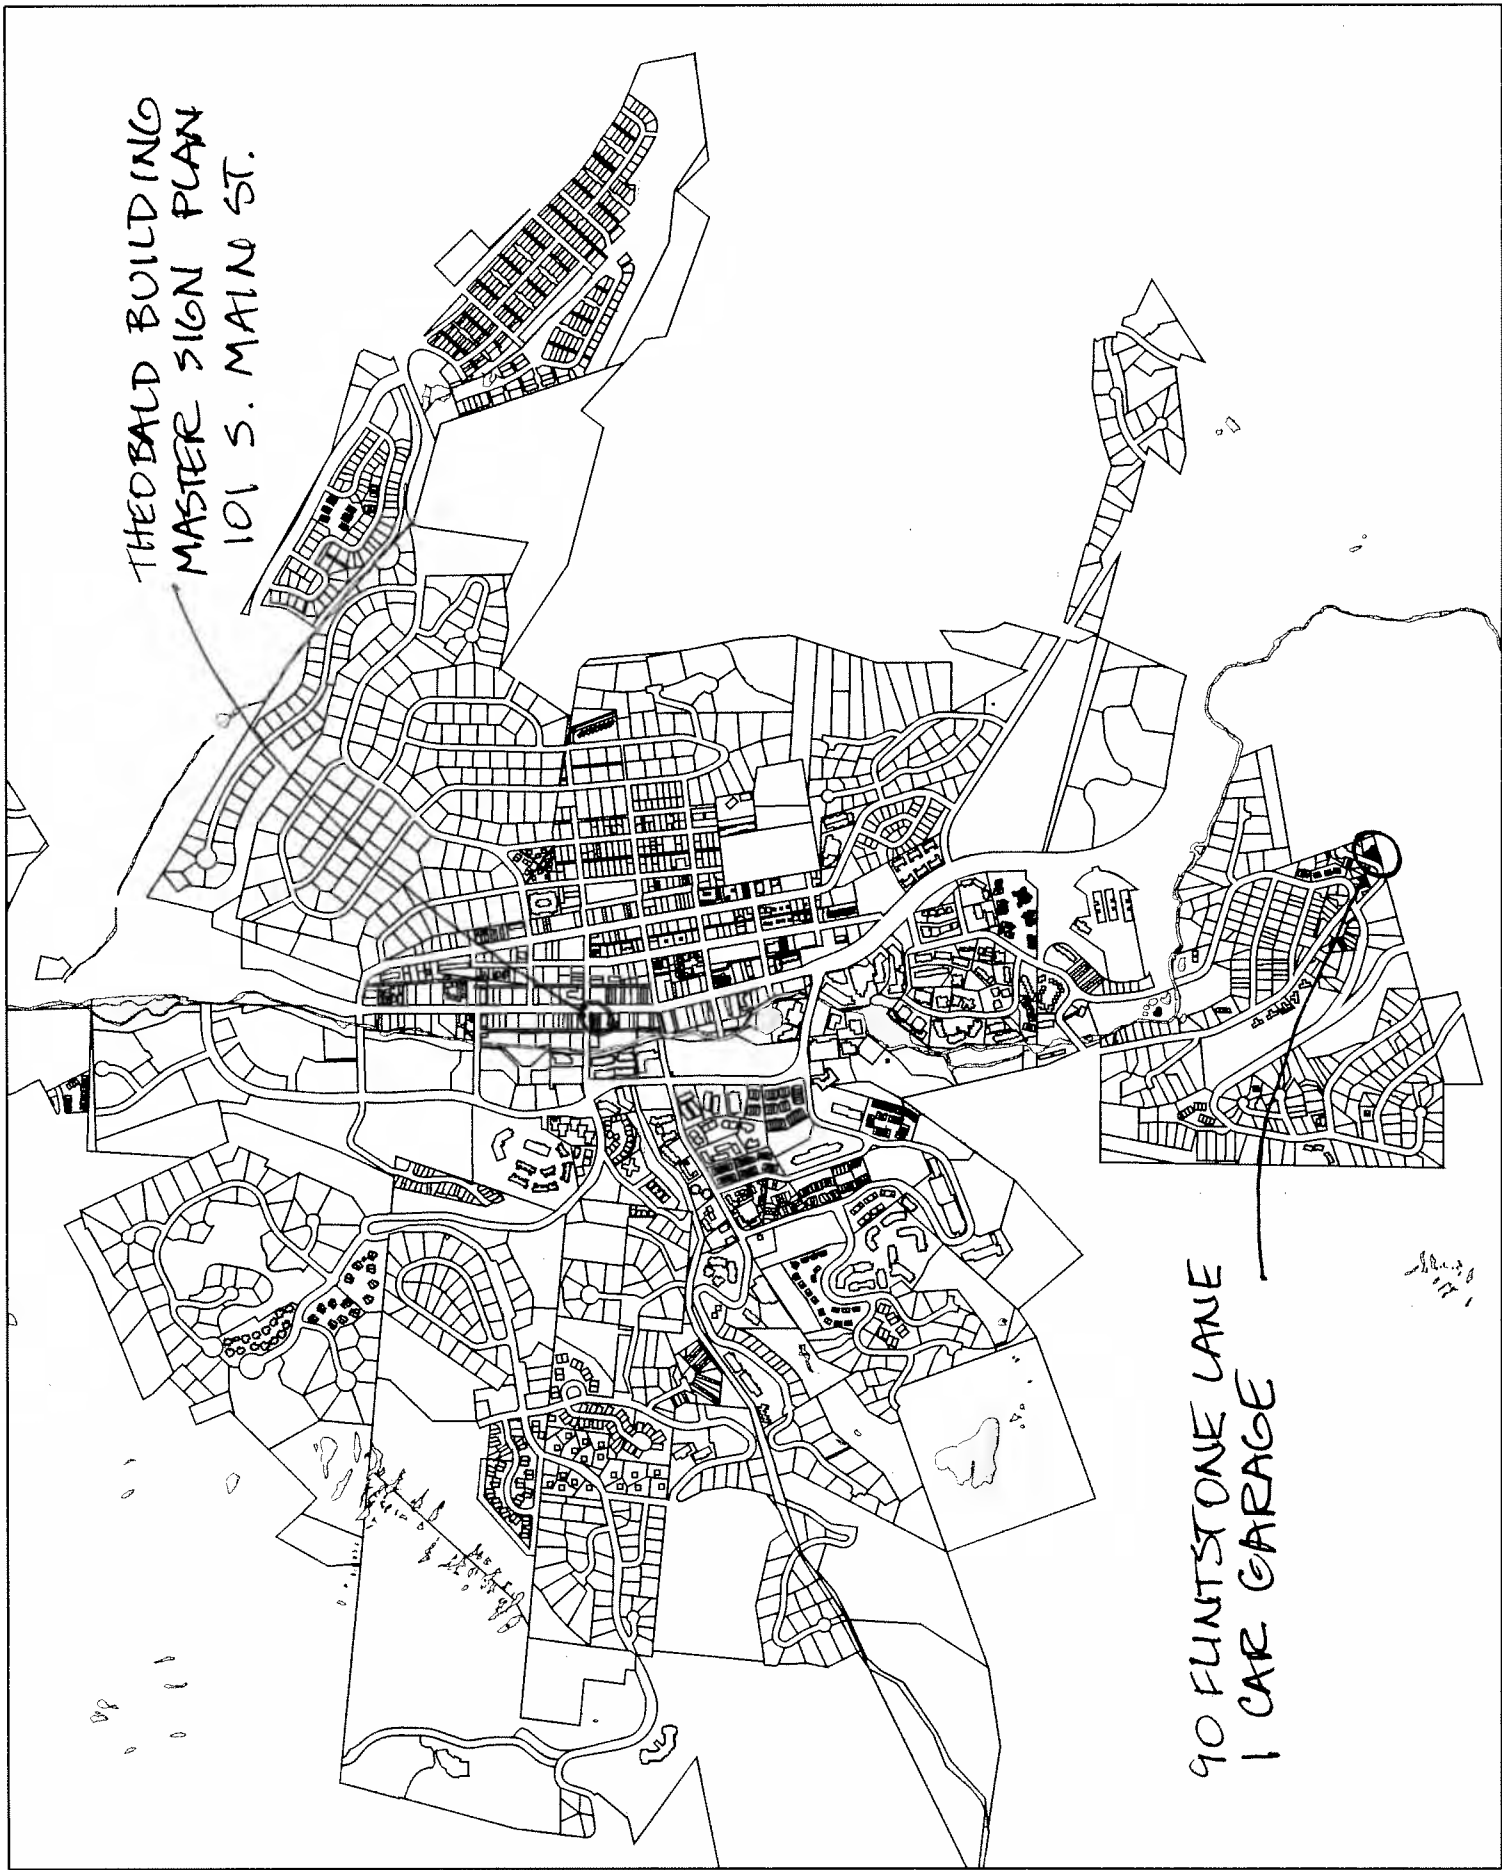 THEOBALD BUILDING
MASTER SIGN PLAN
101 S. MAIN ST.
90 FLINTSTONE LANE
1 CAR GARAGE